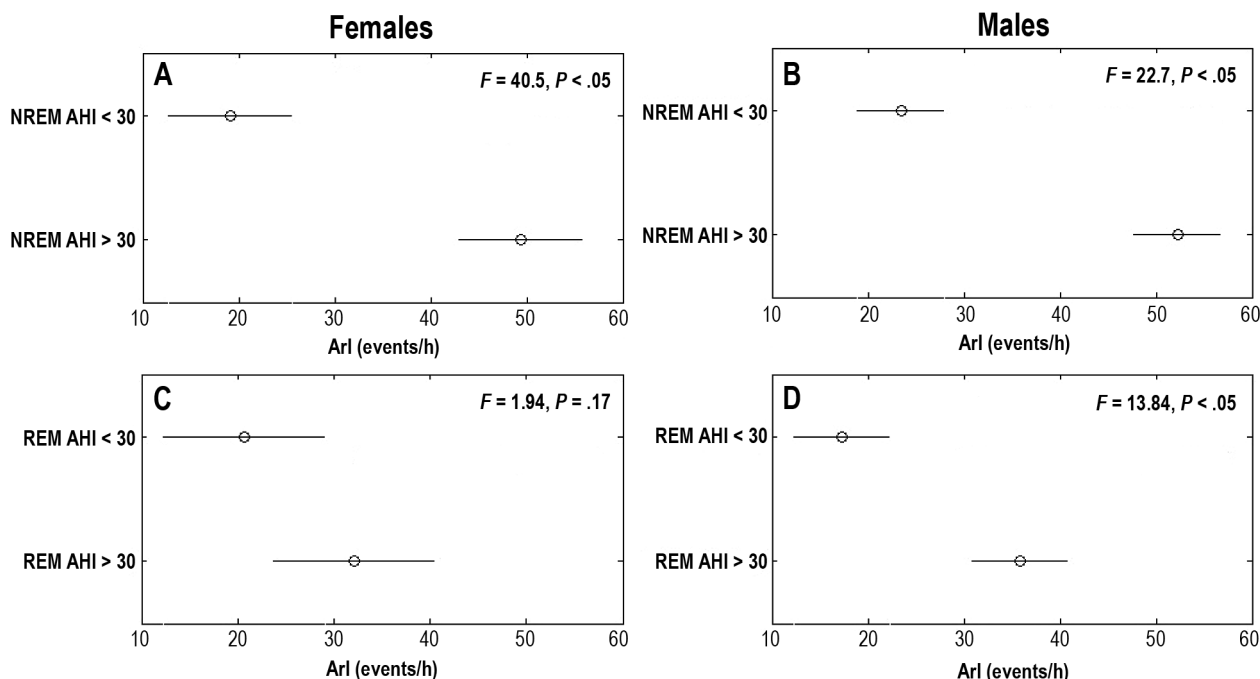 Females
Males
A
F = 40.5, P < .05
NREM AHI < 30
NREM AHI > 30
10 20 30 40 50 60
ArI (events/h)
B
F = 22.7, P < .05
NREM AHI < 30
NREM AHI > 30
10 20 30 40 50 60
ArI (events/h)
C
F = 1.94, P = .17
REM AHI < 30
REM AHI > 30
10 20 30 40 50 60
ArI (events/h)
D
F = 13.84, P < .05
REM AHI < 30
REM AHI > 30
10 20 30 40 50 60
ArI (events/h)